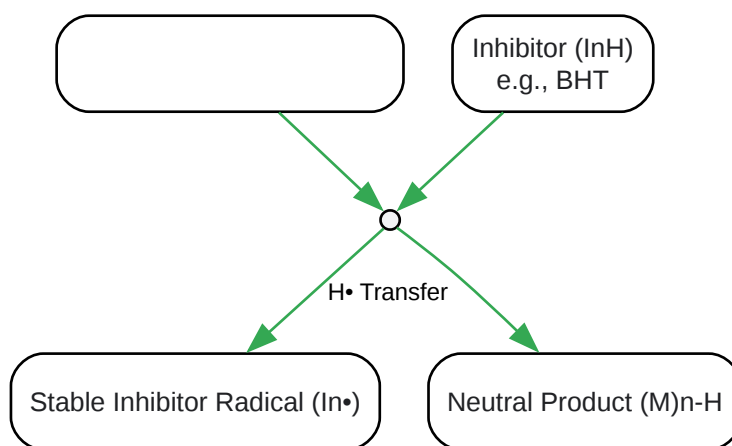 Inhibitor (InH)
e.g., BHT
H• Transfer
Stable Inhibitor Radical (In•)
Neutral Product (M)n-H